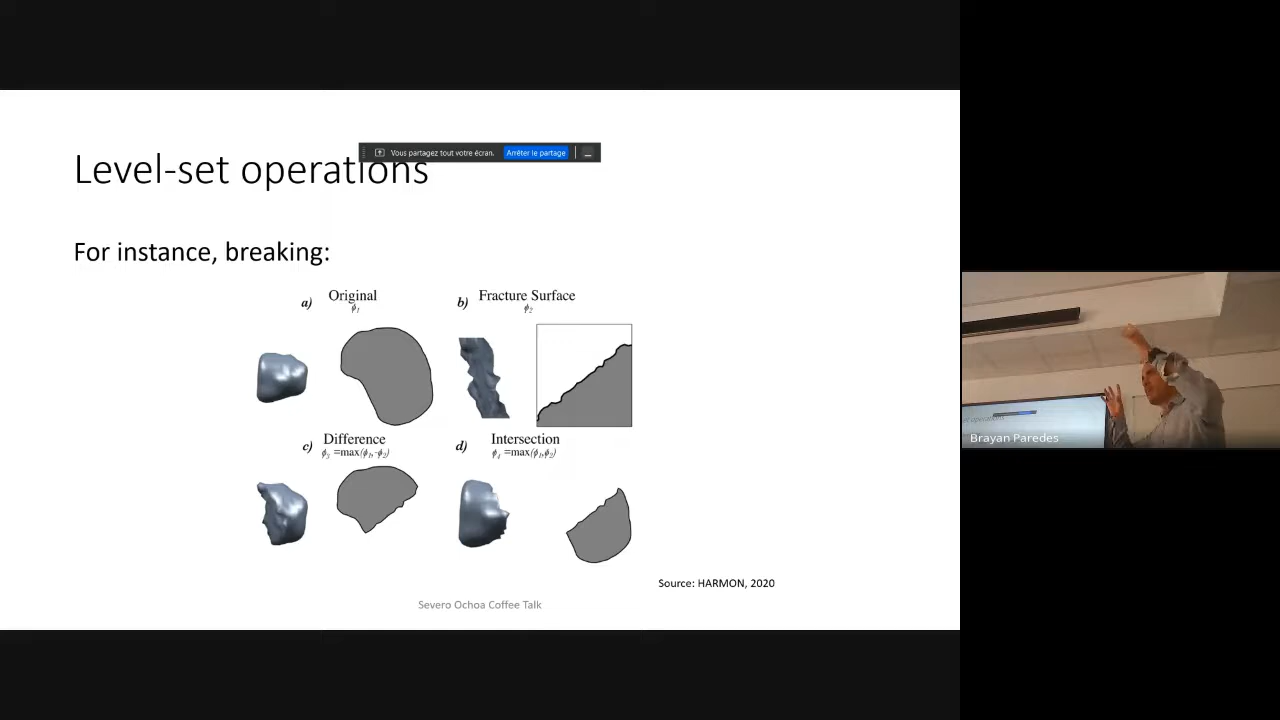 Vous partagez tout votre écran.
Arrêter le partage
Level-set operations
For instance, breaking:
a) Original
ϕ₁
b) Fracture Surface
ϕ₂
c) Difference
ϕ₃ =max(ϕ₁,-ϕ₂)
d) Intersection
ϕ₄ =max(ϕ₁,ϕ₂)
Source: HARMON, 2020
Severo Ochoa Coffee Talk
Brayan Paredes